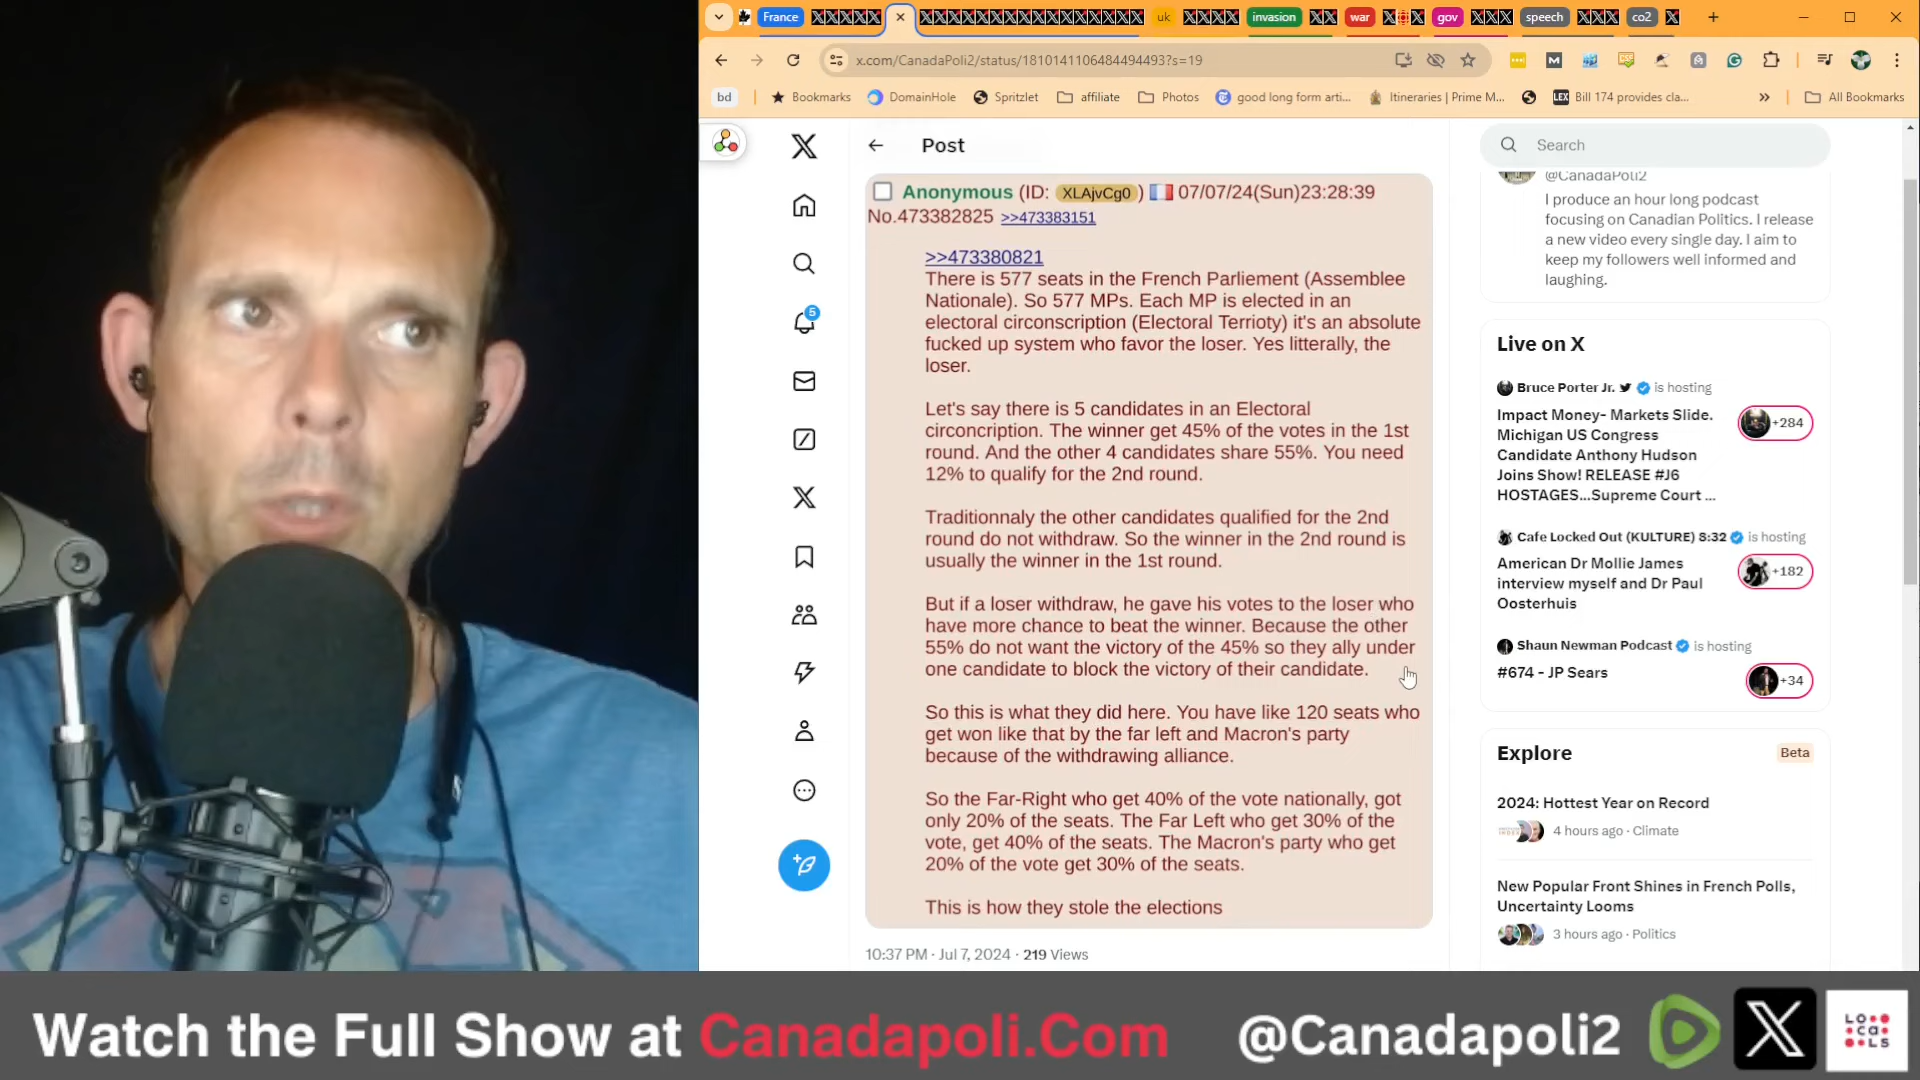 France
uk
invasion
war
gov
speech
co2
x.com/CanadaPoli2/status/1810141106484494493?s=19
bd
Bookmarks
DomainHole
Spritzlet
affiliate
Photos
good long form arti...
Itineraries | Prime M...
LEX
Bill 174 provides cla...
All Bookmarks
Post
Search
5
Anonymous (ID: XLAjvCg0) 07/07/24(Sun)23:28:39
No.473382825 >>473383151
>>473380821
There is 577 seats in the French Parliement (Assemblee
Nationale). So 577 MPs. Each MP is elected in an
electoral circonscription (Electoral Terrioty) it's an absolute
fucked up system who favor the loser. Yes litterally, the
loser.
Let's say there is 5 candidates in an Electoral
circoncription. The winner get 45% of the votes in the 1st
round. And the other 4 candidates share 55%. You need
12% to qualify for the 2nd round.
Traditionnaly the other candidates qualified for the 2nd
round do not withdraw. So the winner in the 2nd round is
usually the winner in the 1st round.
But if a loser withdraw, he gave his votes to the loser who
have more chance to beat the winner. Because the other
55% do not want the victory of the 45% so they ally under
one candidate to block the victory of their candidate.
So this is what they did here. You have like 120 seats who
get won like that by the far left and Macron's party
because of the withdrawing alliance.
So the Far-Right who get 40% of the vote nationally, got
only 20% of the seats. The Far Left who get 30% of the
vote, get 40% of the seats. The Macron's party who get
20% of the vote get 30% of the seats.
This is how they stole the elections
10:37 PM · Jul 7, 2024 · 219 Views
@CanadaPoli2
I produce an hour long podcast
focusing on Canadian Politics. I release
a new video every single day. I aim to
keep my followers well informed and
laughing.
Live on X
Bruce Porter Jr. is hosting
Impact Money- Markets Slide.
Michigan US Congress
Candidate Anthony Hudson
Joins Show! RELEASE #J6
HOSTAGES...Supreme Court ...
+284
Cafe Locked Out (KULTURE) 8:32 is hosting
American Dr Mollie James
interview myself and Dr Paul
Oosterhuis
+182
Shaun Newman Podcast is hosting
#674 - JP Sears
+34
Explore
Beta
2024: Hottest Year on Record
4 hours ago · Climate
New Popular Front Shines in French Polls,
Uncertainty Looms
3 hours ago · Politics
Watch the Full Show at Canadapoli.Com
@Canadapoli2
LOCALS